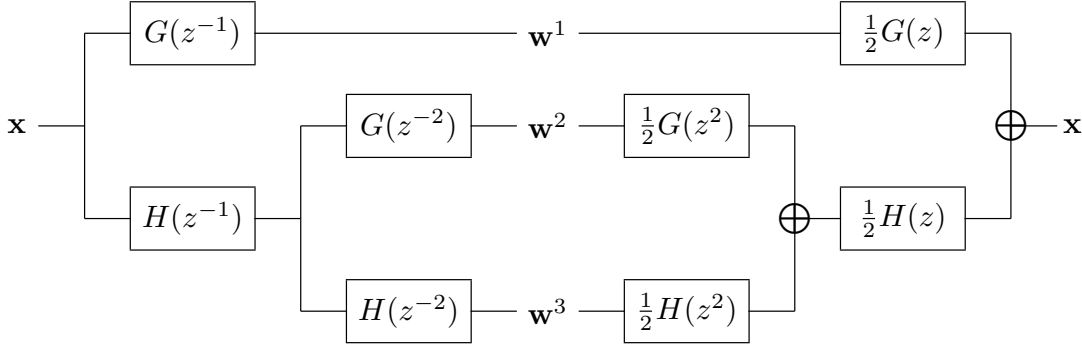 G(z⁻¹) w¹ ½G(z)
x G(z⁻²) w² ½G(z²) ⊕ x
H(z⁻¹) ⊕ ½H(z)
H(z⁻²) w³ ½H(z²)